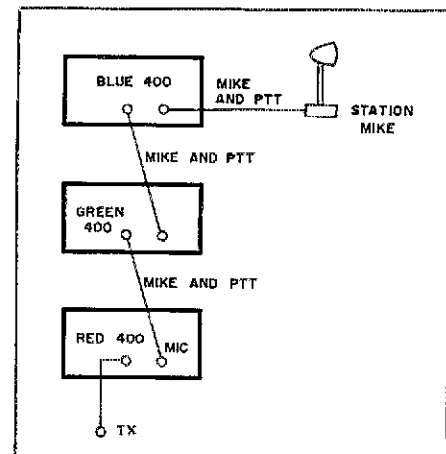 BLUE 400
MIKE
AND PTT
STATION
MIKE
MIKE AND PTT
GREEN
400
MIKE AND PTT
RED 400
MIC
TX